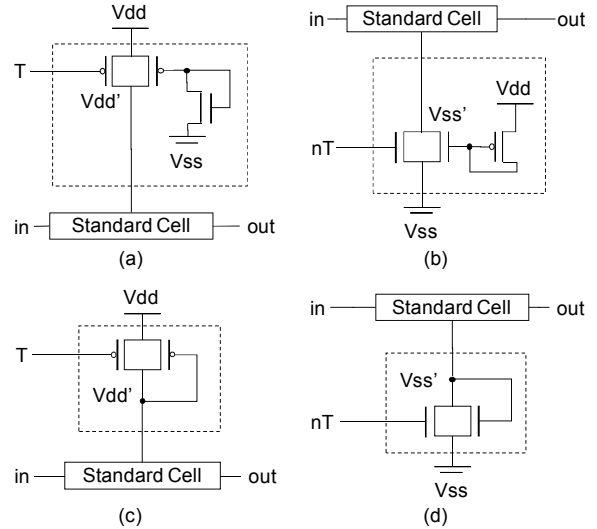 Vdd
T
Vdd'
Vss
in Standard Cell out
(a)
in Standard Cell out
Vdd
Vss'
nT
Vss
(b)
Vdd
T
Vdd'
in Standard Cell out
(c)
in Standard Cell out
Vss'
nT
Vss
(d)